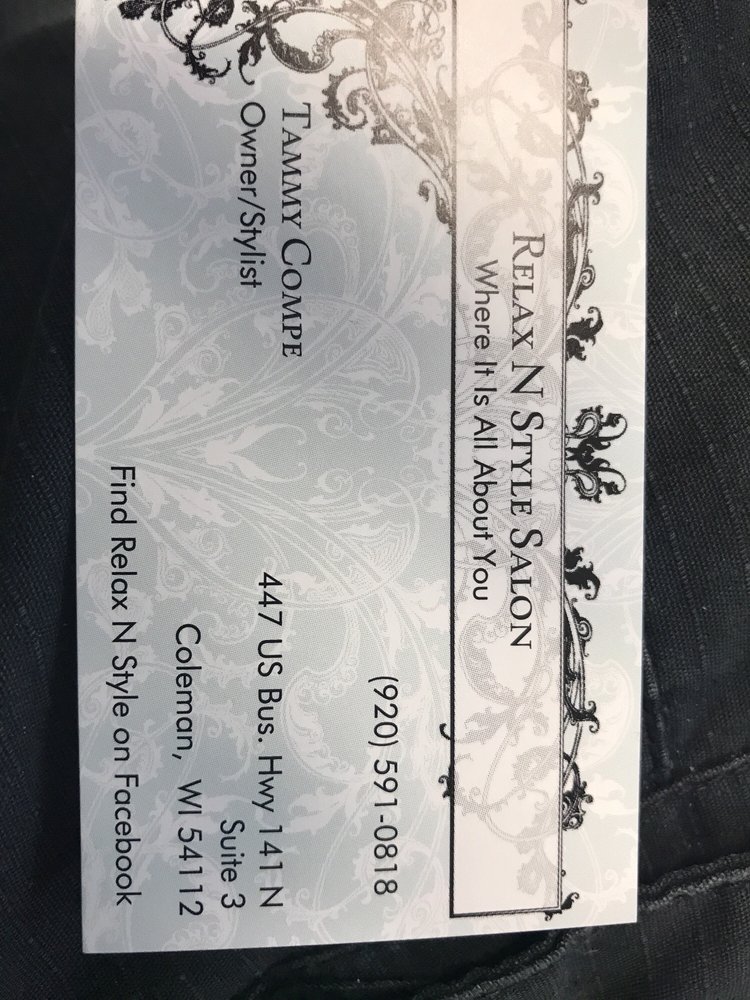 RELAX N STYLE SALON
Where It Is All About You
TAMMY COMPE
Owner/Stylist
(920) 591-0818
447 US Bus. Hwy 141 N
Suite 3
Coleman, WI 54112
Find Relax N Style on Facebook